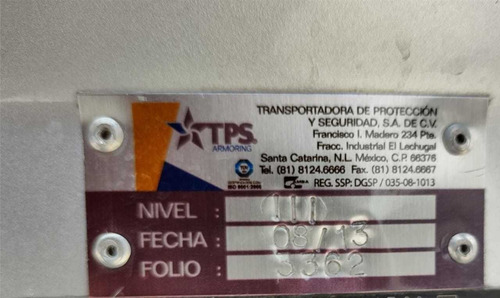 TPS
ARMORING
TRANSPORTADORA DE PROTECCIÓN
Y SEGURIDAD, S.A. DE C.V.
Francisco I. Madero 234 Pte.
Fracc. Industrial El Lechugal
Santa Catarina, N.L. México, C.P. 66376
Tel. (81) 8124.6666 Fax. (81) 8124.6667
REG. SSP: DGSP / 035-08-1013
NIVEL : IIID
FECHA : 08/13
FOLIO : 3362